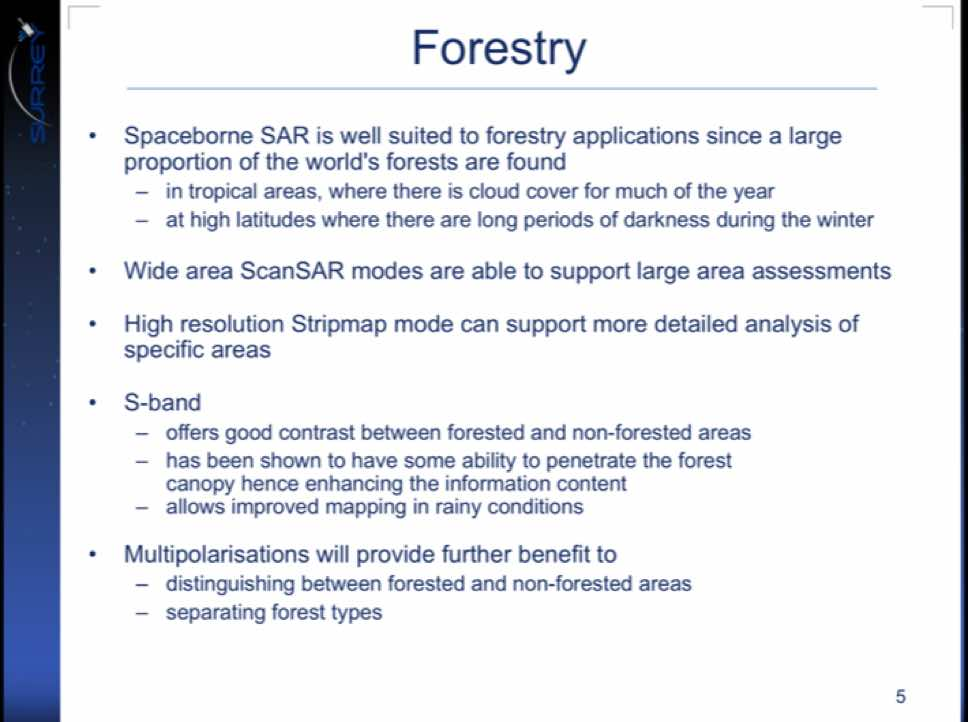 SURREY
Forestry
• Spaceborne SAR is well suited to forestry applications since a large
proportion of the world's forests are found
– in tropical areas, where there is cloud cover for much of the year
– at high latitudes where there are long periods of darkness during the winter
• Wide area ScanSAR modes are able to support large area assessments
• High resolution Stripmap mode can support more detailed analysis of
specific areas
• S-band
– offers good contrast between forested and non-forested areas
– has been shown to have some ability to penetrate the forest
canopy hence enhancing the information content
– allows improved mapping in rainy conditions
• Multipolarisations will provide further benefit to
– distinguishing between forested and non-forested areas
– separating forest types
5